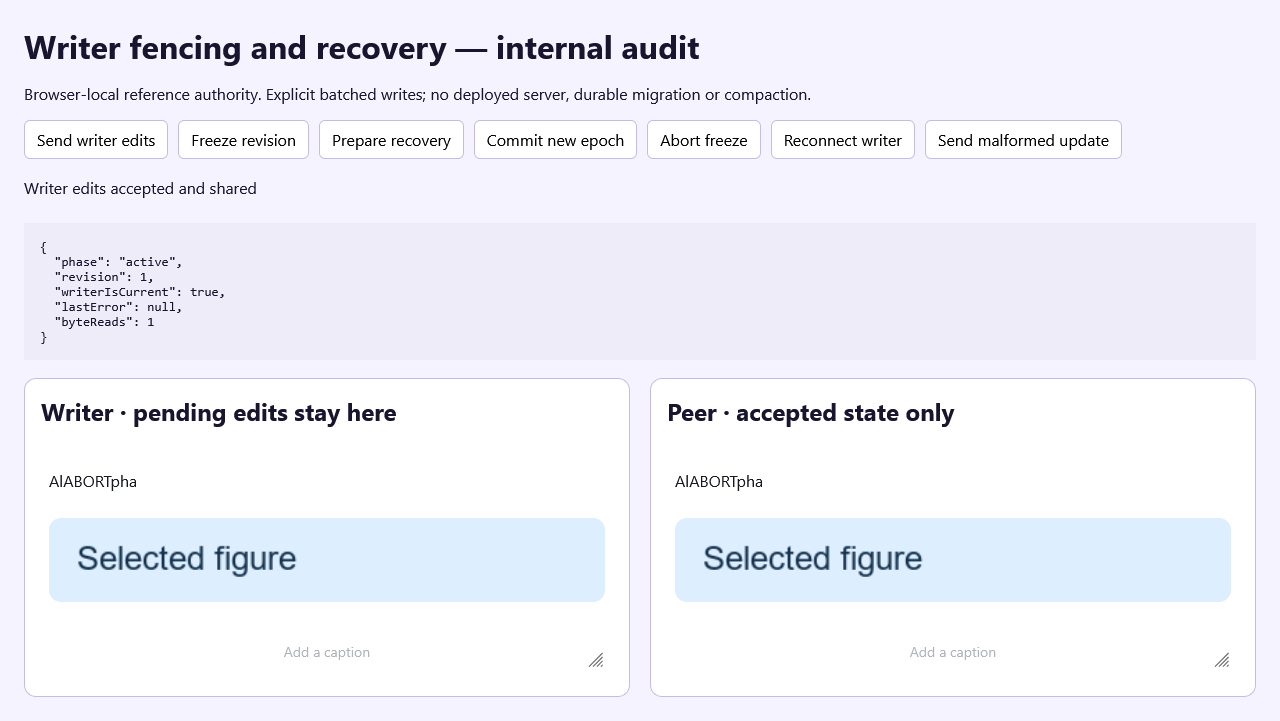 Writer fencing and recovery — internal audit
Browser-local reference authority. Explicit batched writes; no deployed server, durable migration or compaction.
Send writer edits
Freeze revision
Prepare recovery
Commit new epoch
Abort freeze
Reconnect writer
Send malformed update
Writer edits accepted and shared
{
  "phase": "active",
  "revision": 1,
  "writerIsCurrent": true,
  "lastError": null,
  "byteReads": 1
}
Writer · pending edits stay here
AlABORTpha
Selected figure
Add a caption
Peer · accepted state only
AlABORTpha
Selected figure
Add a caption